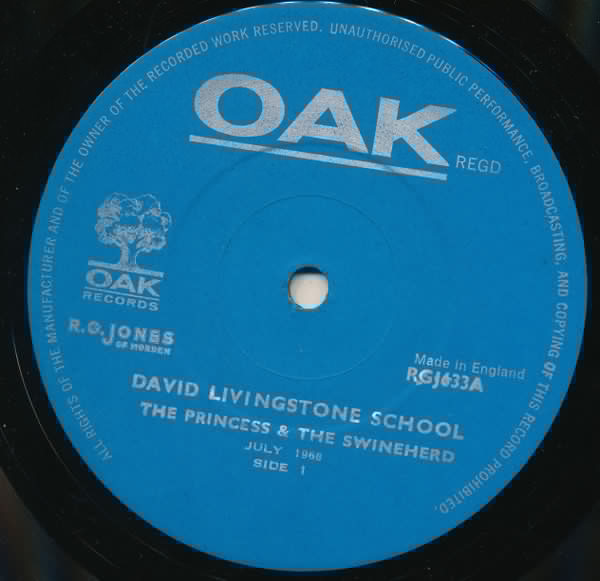 ALL RIGHTS OF THE MANUFACTURER AND OF THE OWNER OF THE RECORDED WORK RESERVED. UNAUTHORISED PUBLIC PERFORMANCE, BROADCASTING, AND COPYING OF THIS RECORD PROHIBITED.
OAK
REGD
OAK
RECORDS
R.G. JONES
OF MORDEN
Made in England
RGJ633A
DAVID LIVINGSTONE SCHOOL
THE PRINCESS & THE SWINEHERD
JULY 1968
SIDE 1